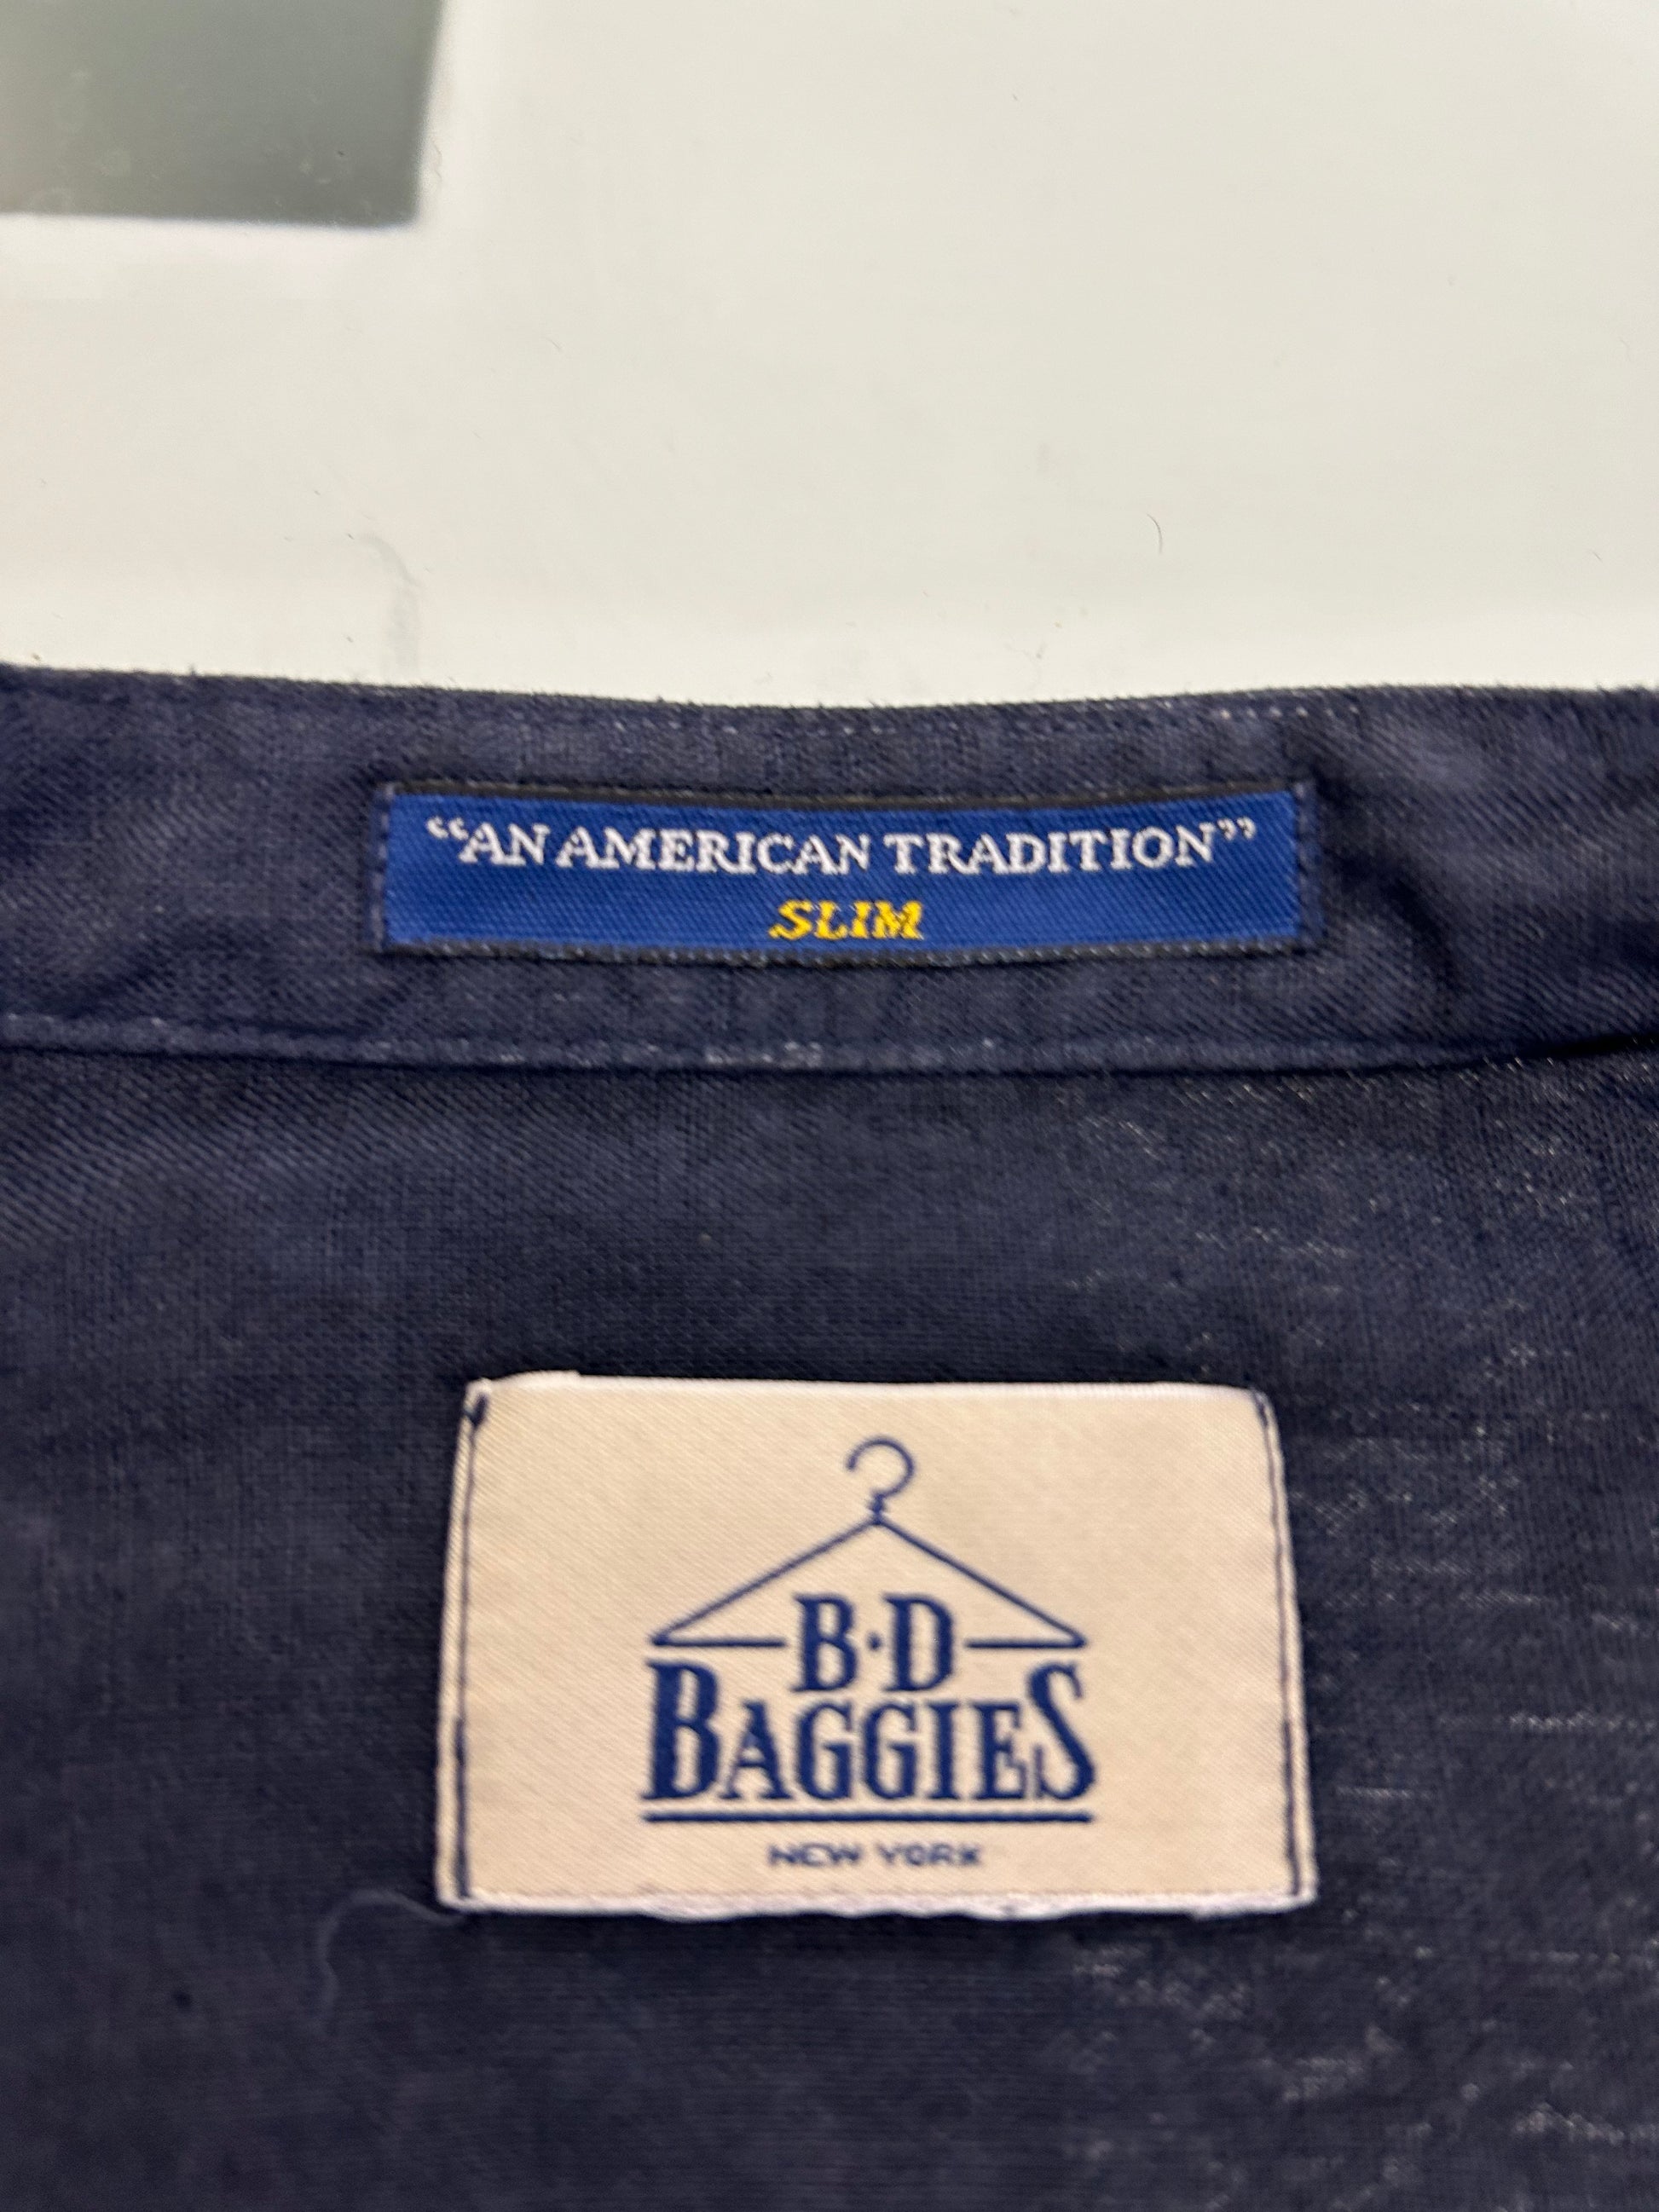 “AN AMERICAN TRADITION”
SLIM
B·D
BAGGIES
NEW YORK